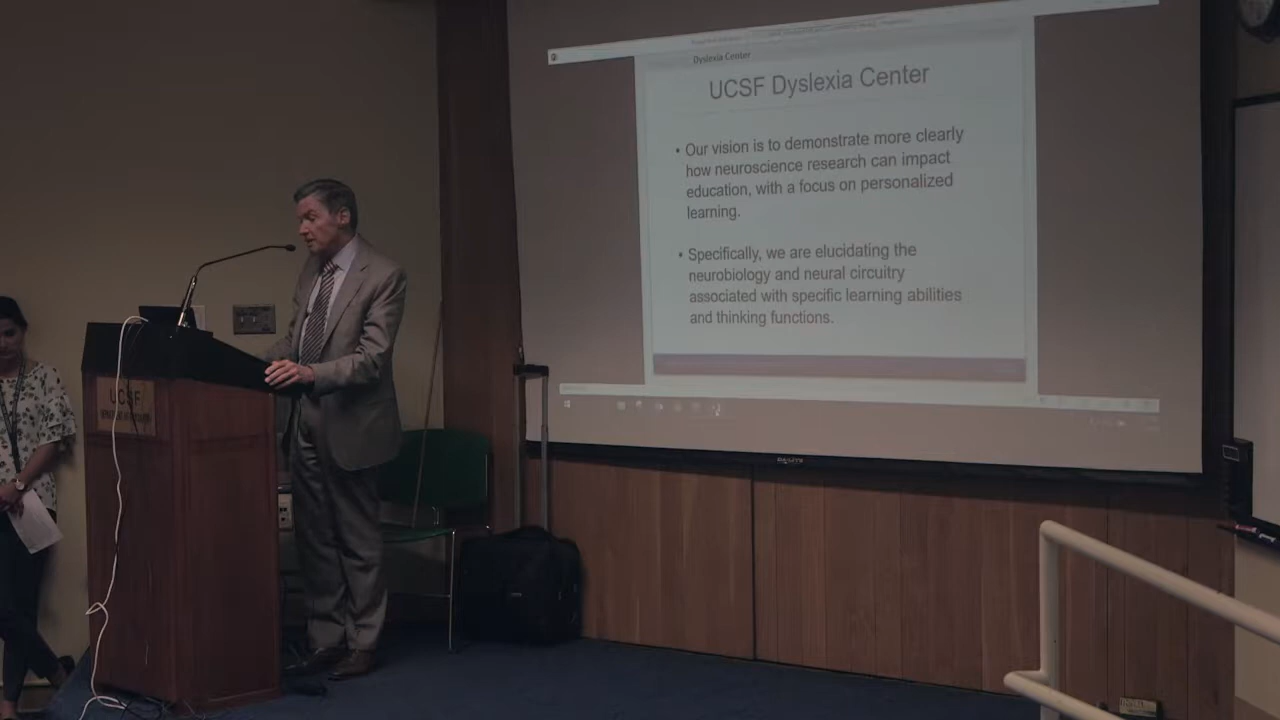 Dyslexia Center
UCSF Dyslexia Center
• Our vision is to demonstrate more clearly
how neuroscience research can impact
education, with a focus on personalized
learning.
• Specifically, we are elucidating the
neurobiology and neural circuitry
associated with specific learning abilities
and thinking functions.
UCSF
DA-LITE